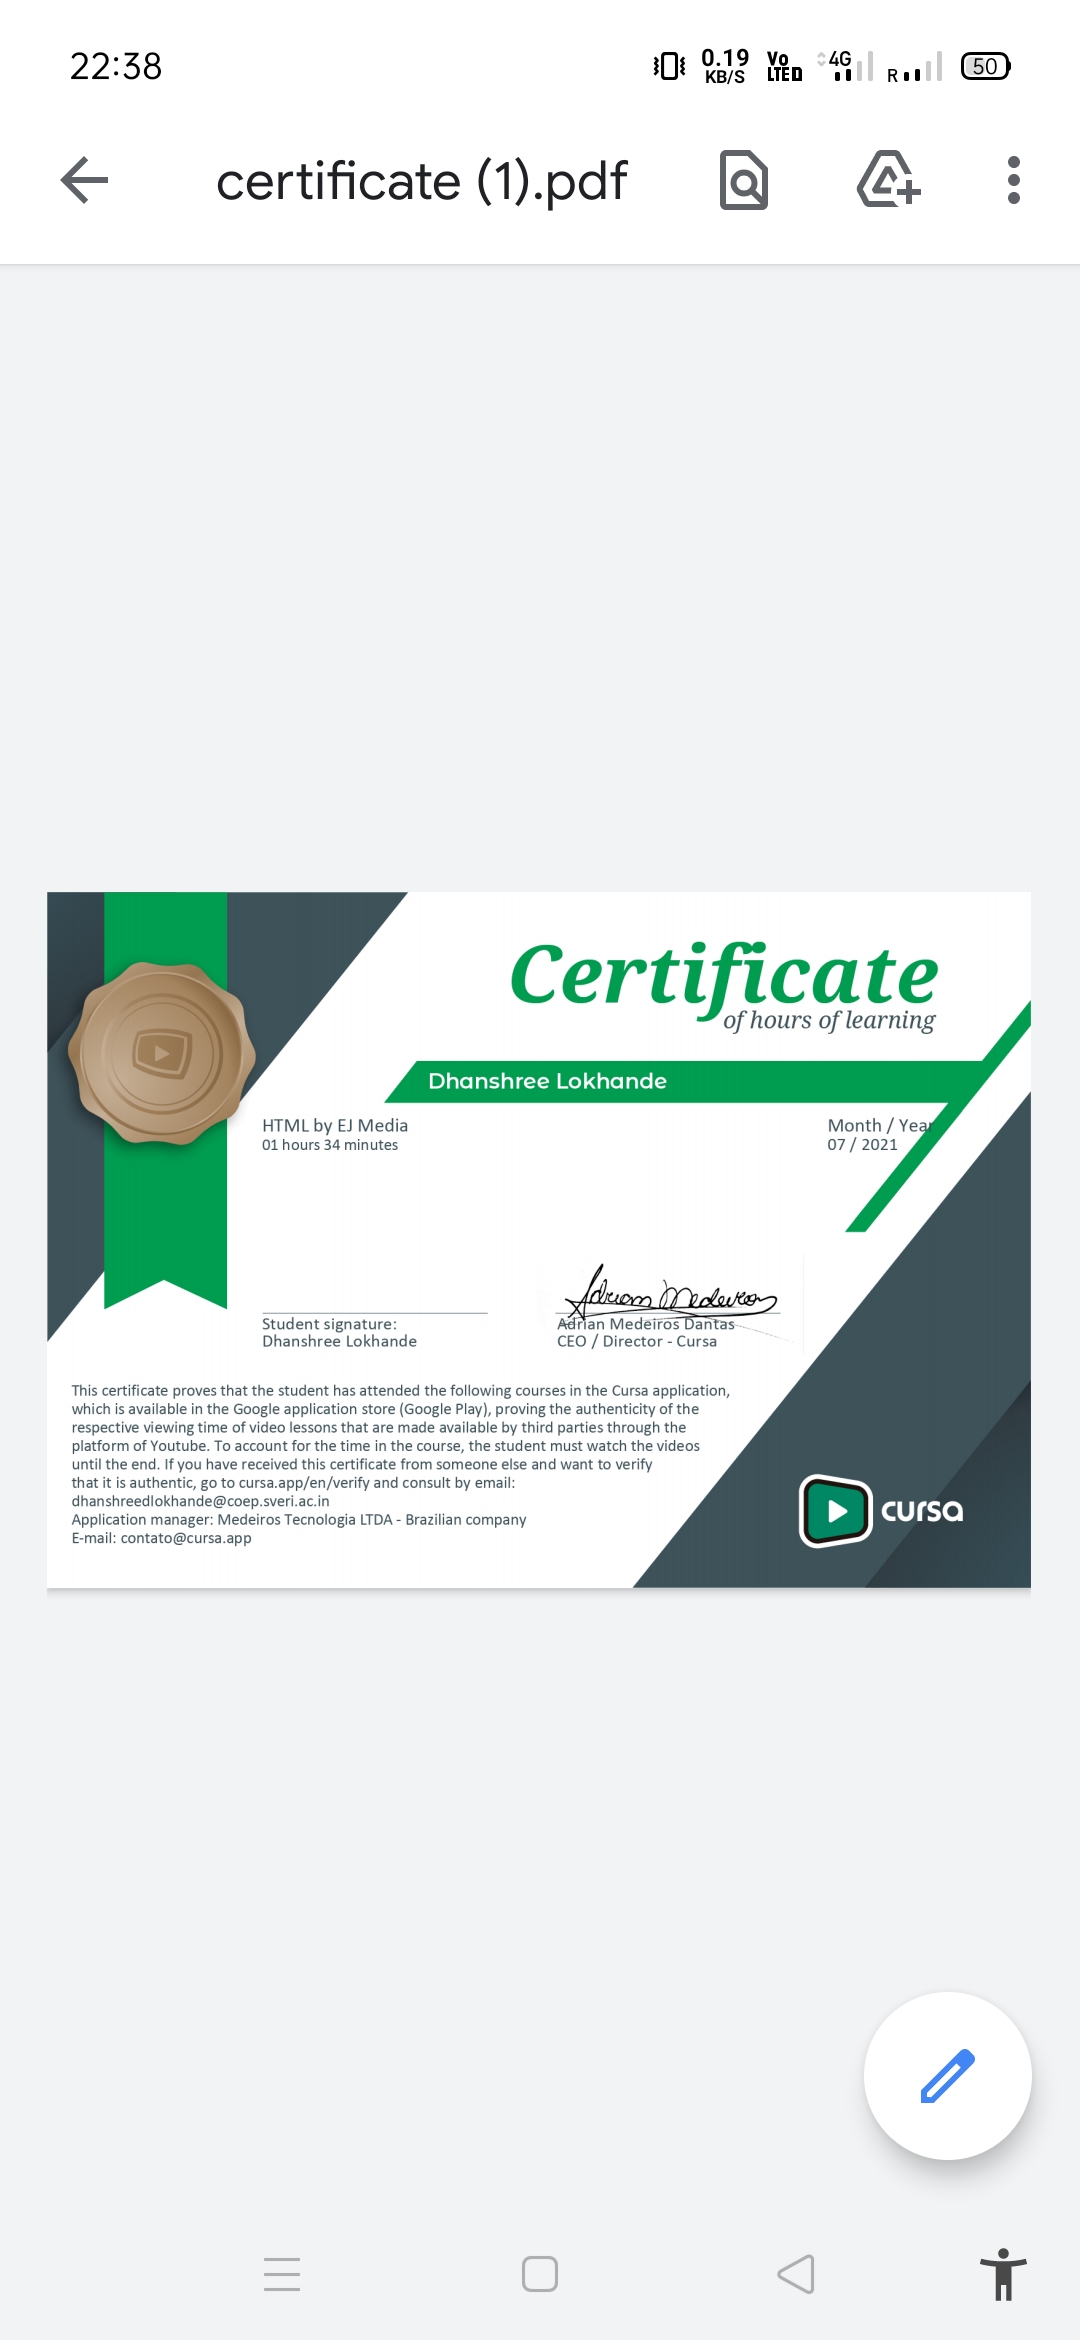 22:38
0.19 KB/S
Vo LTE
4G
R
50
certificate (1).pdf
Certificate
of hours of learning
Dhanshree Lokhande
HTML by EJ Media
01 hours 34 minutes
Month / Year
07 / 2021
Adrian Medeiros
Student signature:
Dhanshree Lokhande
Adrian Medeiros Dantas
CEO / Director - Cursa
This certificate proves that the student has attended the following courses in the Cursa application,
which is available in the Google application store (Google Play), proving the authenticity of the
respective viewing time of video lessons that are made available by third parties through the
platform of Youtube. To account for the time in the course, the student must watch the videos
until the end. If you have received this certificate from someone else and want to verify
that it is authentic, go to cursa.app/en/verify and consult by email:
dhanshreedlokhande@coep.sveri.ac.in
Application manager: Medeiros Tecnologia LTDA - Brazilian company
E-mail: contato@cursa.app
cursa